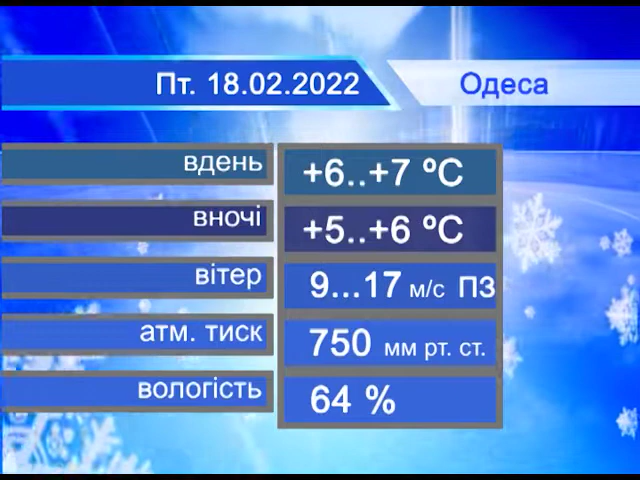 Пт. 18.02.2022 Одеса
вдень +6..+7 ºC
вночі +5..+6 ºC
вітер 9...17 м/с ПЗ
атм. тиск 750 мм рт. ст.
вологість 64 %